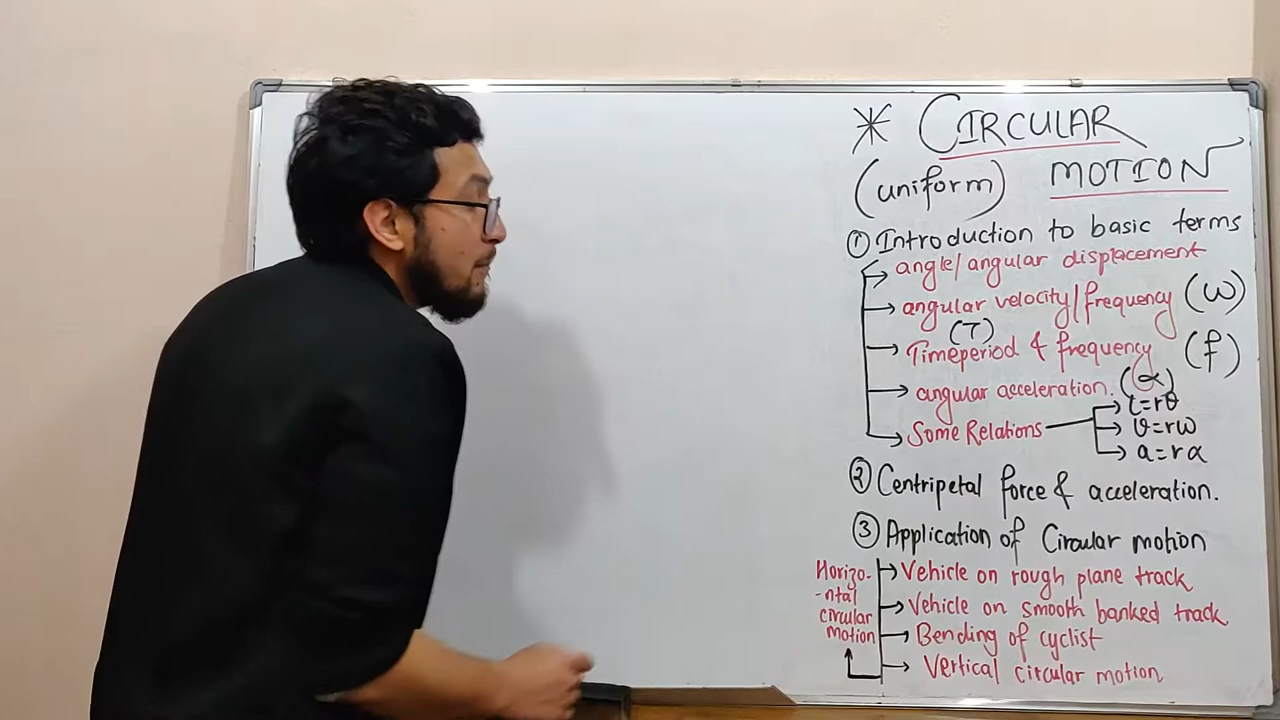 * CIRCULAR
(uniform) MOTION
① Introduction to basic terms
→ angle/angular displacement
→ angular velocity/frequency (ω)
→ Timeperiod & frequency (f)
(T)
→ angular acceleration. (α)
→ Some Relations → l=rθ
→ v=rω
→ a=rα
② Centripetal force & acceleration.
③ Application of Circular motion
Horizo-
-ntal
circular
motion
→ Vehicle on rough plane track
→ Vehicle on smooth banked track
→ Bending of cyclist
→ Vertical circular motion